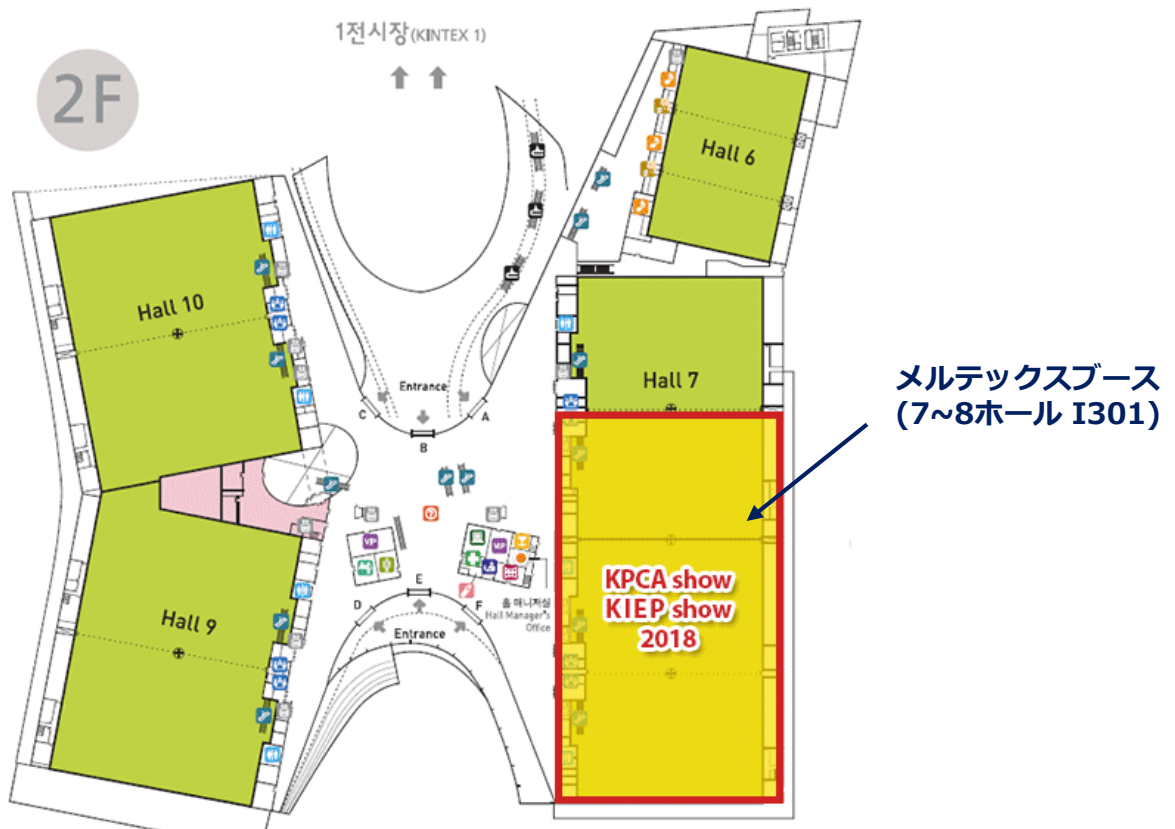 1전시장(KINTEX 1)
2F
Hall 6
Hall 10
Hall 7
メルテックスブース
(7~8ホール I301)
Entrance
C
A
B
VIP
VIP
KPCA show
KIEP show
2018
E
D
F
홀 매니저실
Hall Manager's
Office
Entrance
Hall 9